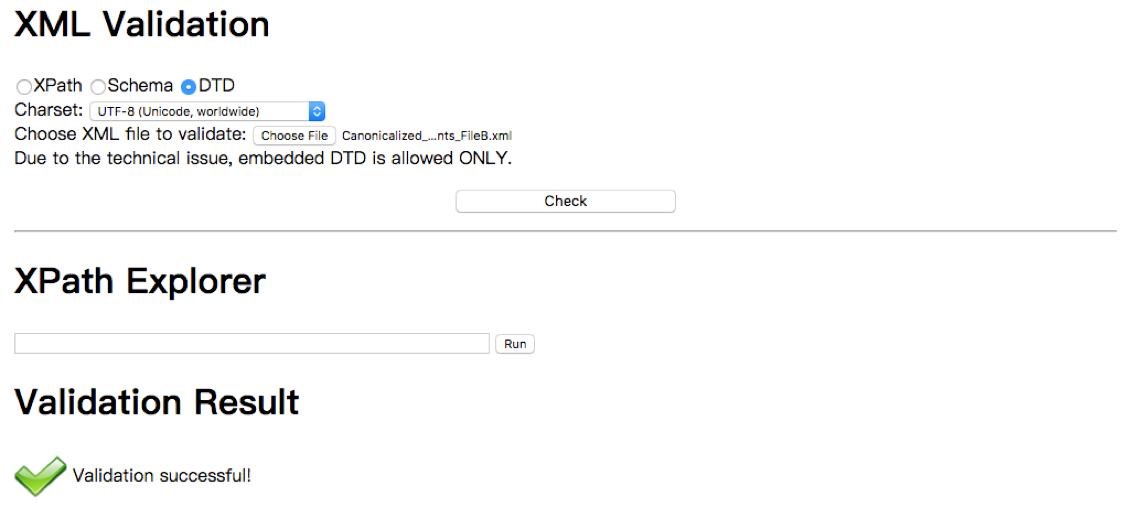 XML Validation
XPath Schema DTD
Charset: UTF-8 (Unicode, worldwide)
Choose XML file to validate: Choose File Canonicalized_...nts_FileB.xml
Due to the technical issue, embedded DTD is allowed ONLY.
Check
XPath Explorer
Run
Validation Result
Validation successful!